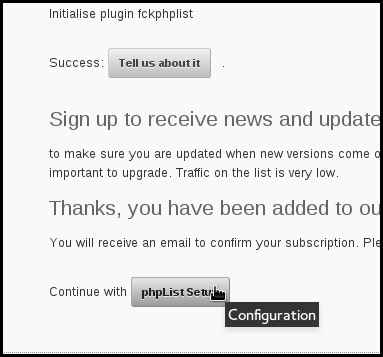 Initialise plugin fckphplist
Success: Tell us about it .
Sign up to receive news and update
to make sure you are updated when new versions come o
important to upgrade. Traffic on the list is very low.
Thanks, you have been added to ou
You will receive an email to confirm your subscription. Ple
Continue with phpList Setup
Configuration